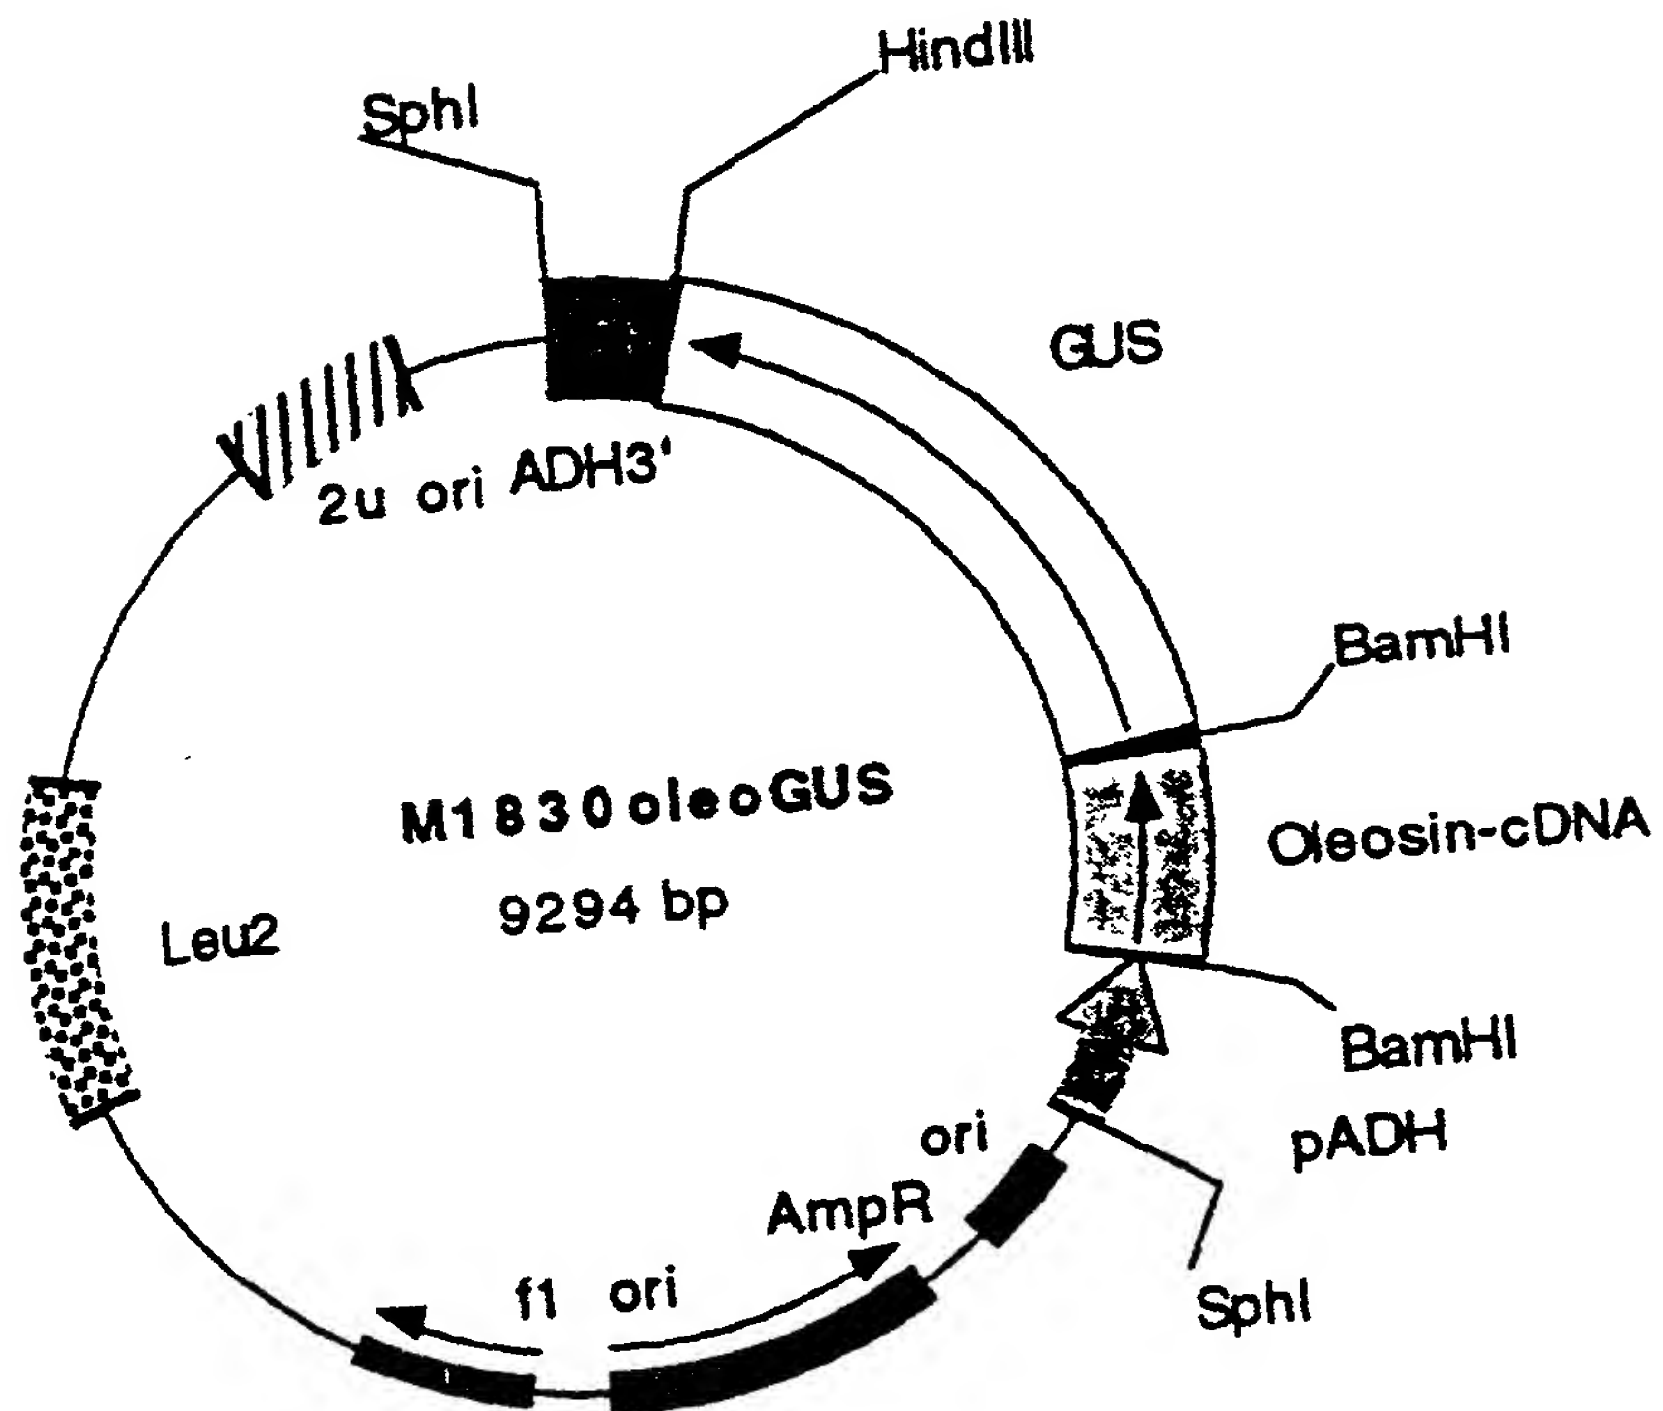 HindIII
SphI
GUS
2u ori ADH3'
BamHI
M1830oleoGUS
9294 bp
Oleosin-cDNA
Leu2
BamHI
pADH
ori
AmpR
f1 ori
SphI